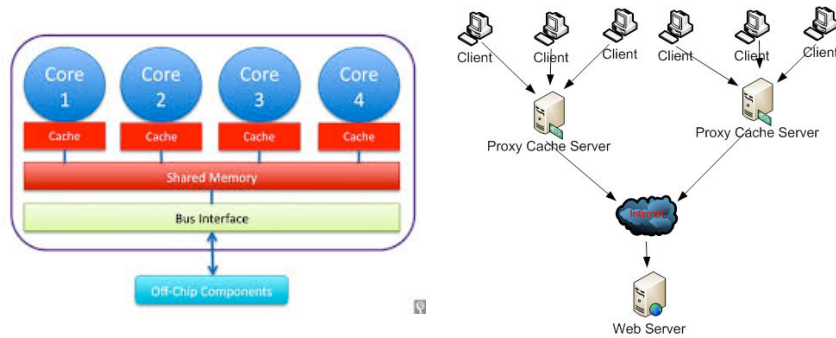 Core 1
Core 2
Core 3
Core 4
Cache
Cache
Cache
Cache
Shared Memory
Bus Interface
Off-Chip Components
Client
Client
Client
Client
Client
Client
Proxy Cache Server
Proxy Cache Server
Internet
Web Server